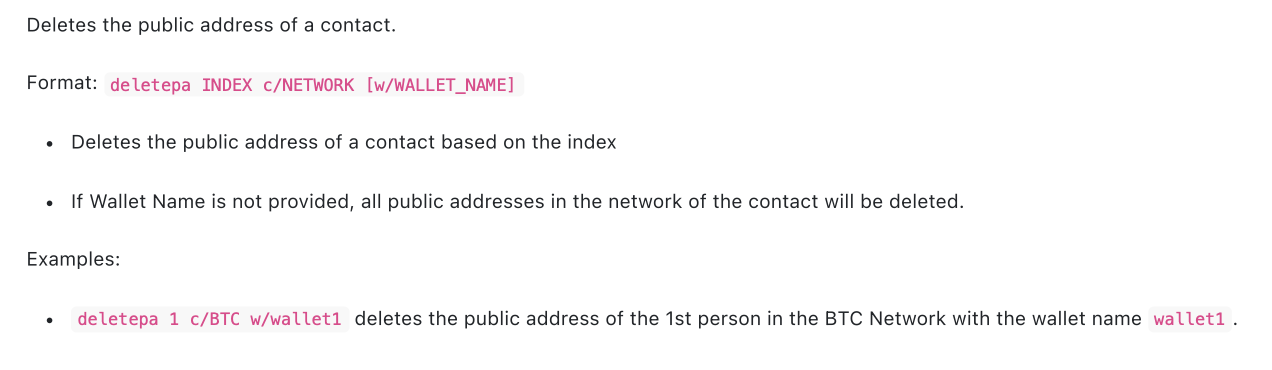 Deletes the public address of a contact.
Format: deletepa INDEX c/NETWORK [w/WALLET_NAME]
• Deletes the public address of a contact based on the index
• If Wallet Name is not provided, all public addresses in the network of the contact will be deleted.
Examples:
• deletepa 1 c/BTC w/wallet1 deletes the public address of the 1st person in the BTC Network with the wallet name wallet1 .